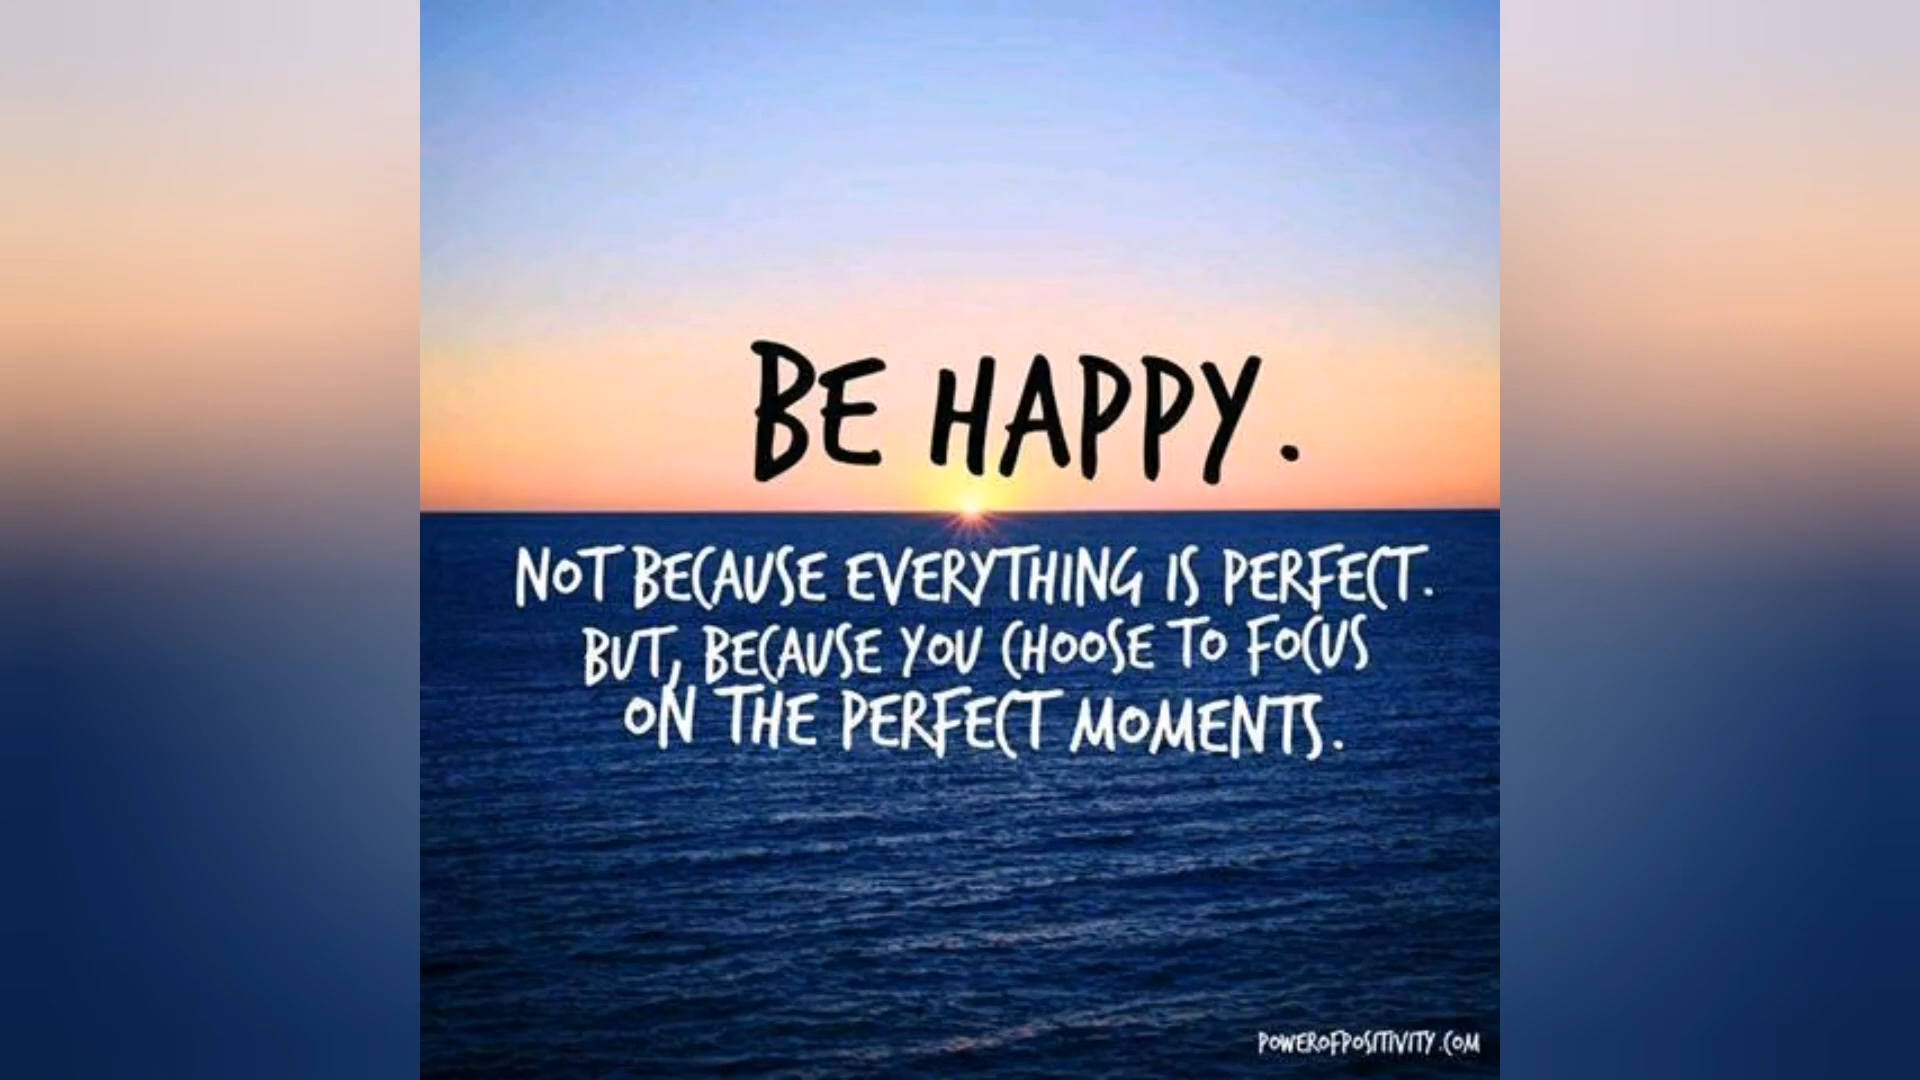 BE HAPPY.
NOT BECAUSE EVERYTHING IS PERFECT.
BUT, BECAUSE YOU CHOOSE TO FOCUS
ON THE PERFECT MOMENTS.
POWEROFPOSITIVITY.COM